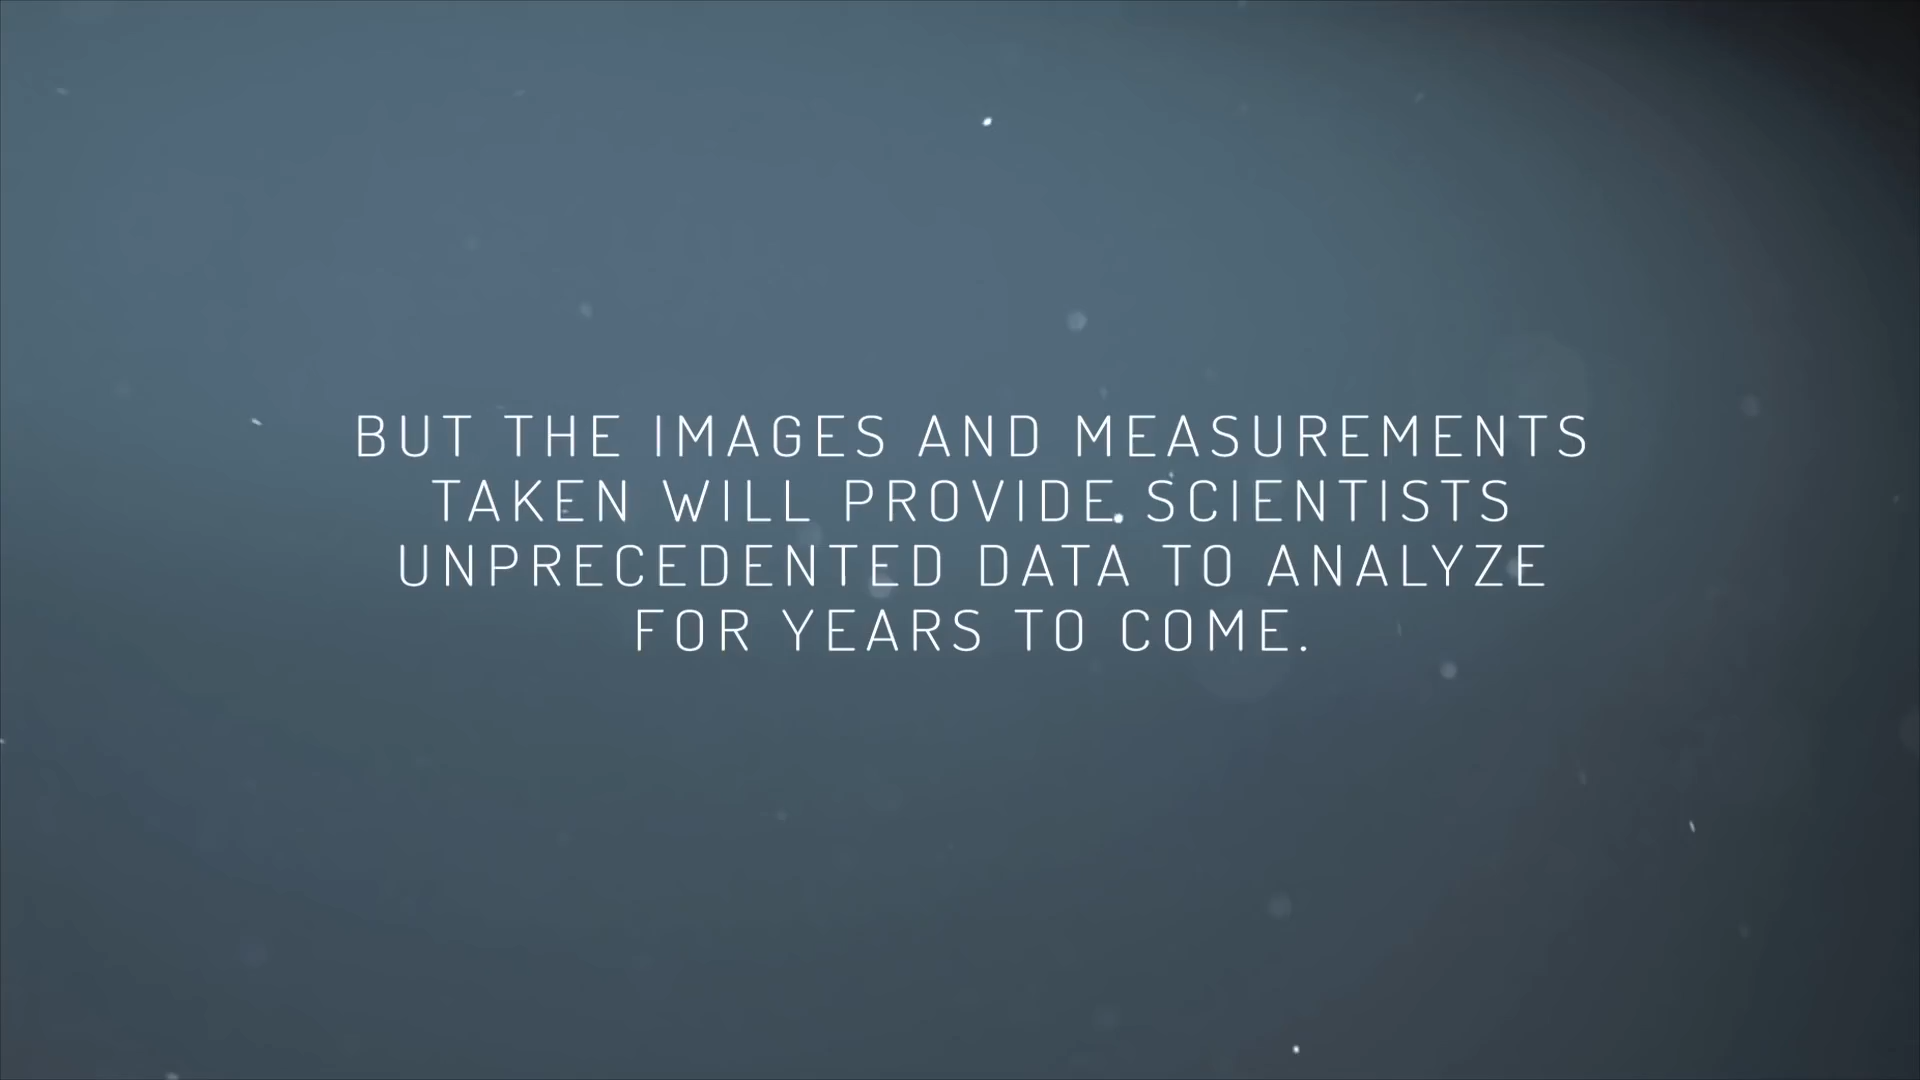 BUT THE IMAGES AND MEASUREMENTS
TAKEN WILL PROVIDE SCIENTISTS
UNPRECEDENTED DATA TO ANALYZE
FOR YEARS TO COME.